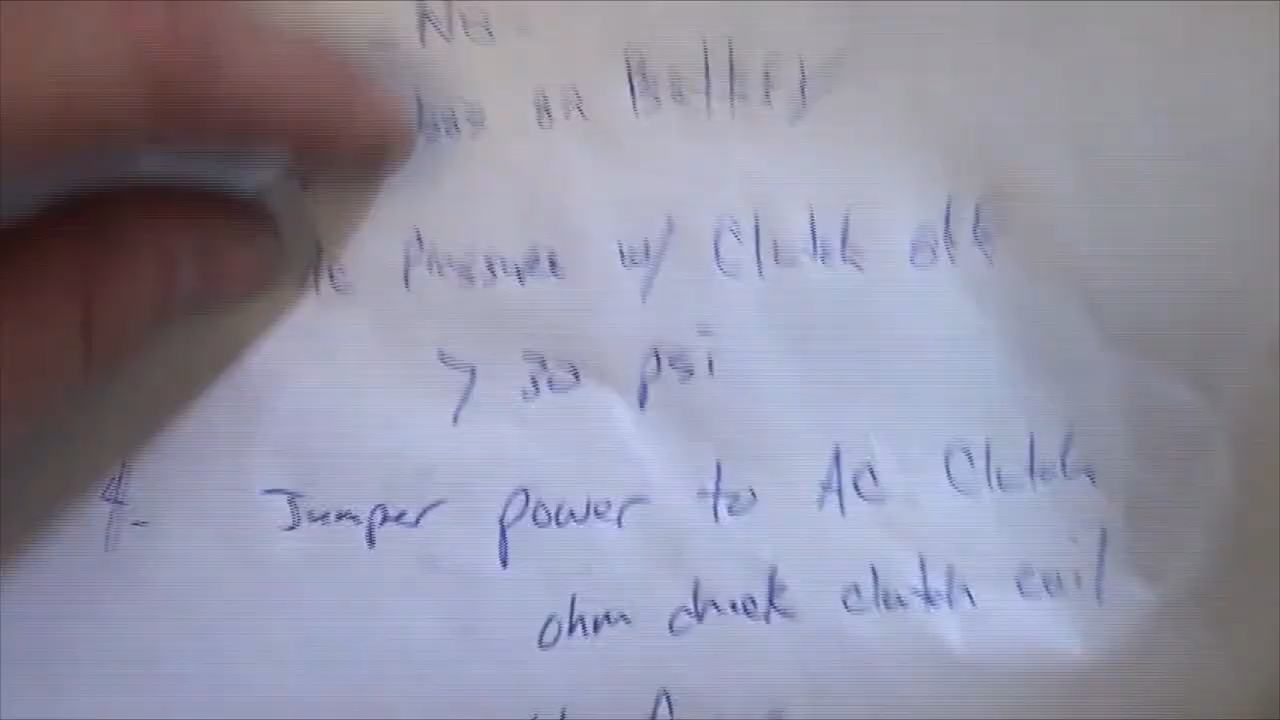 on Battery
Pressure w/ Clutch off
> 30 psi
4. Jumper power to AC Clutch
ohm check clutch coil